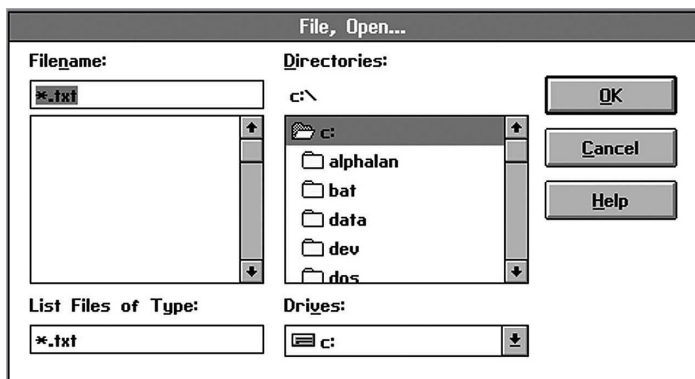 File, Open...
Filename:
*.txt
Directories:
c:\
c:
alphalan
bat
data
dev
dos
List Files of Type:
*.txt
Drives:
c:
OK
Cancel
Help